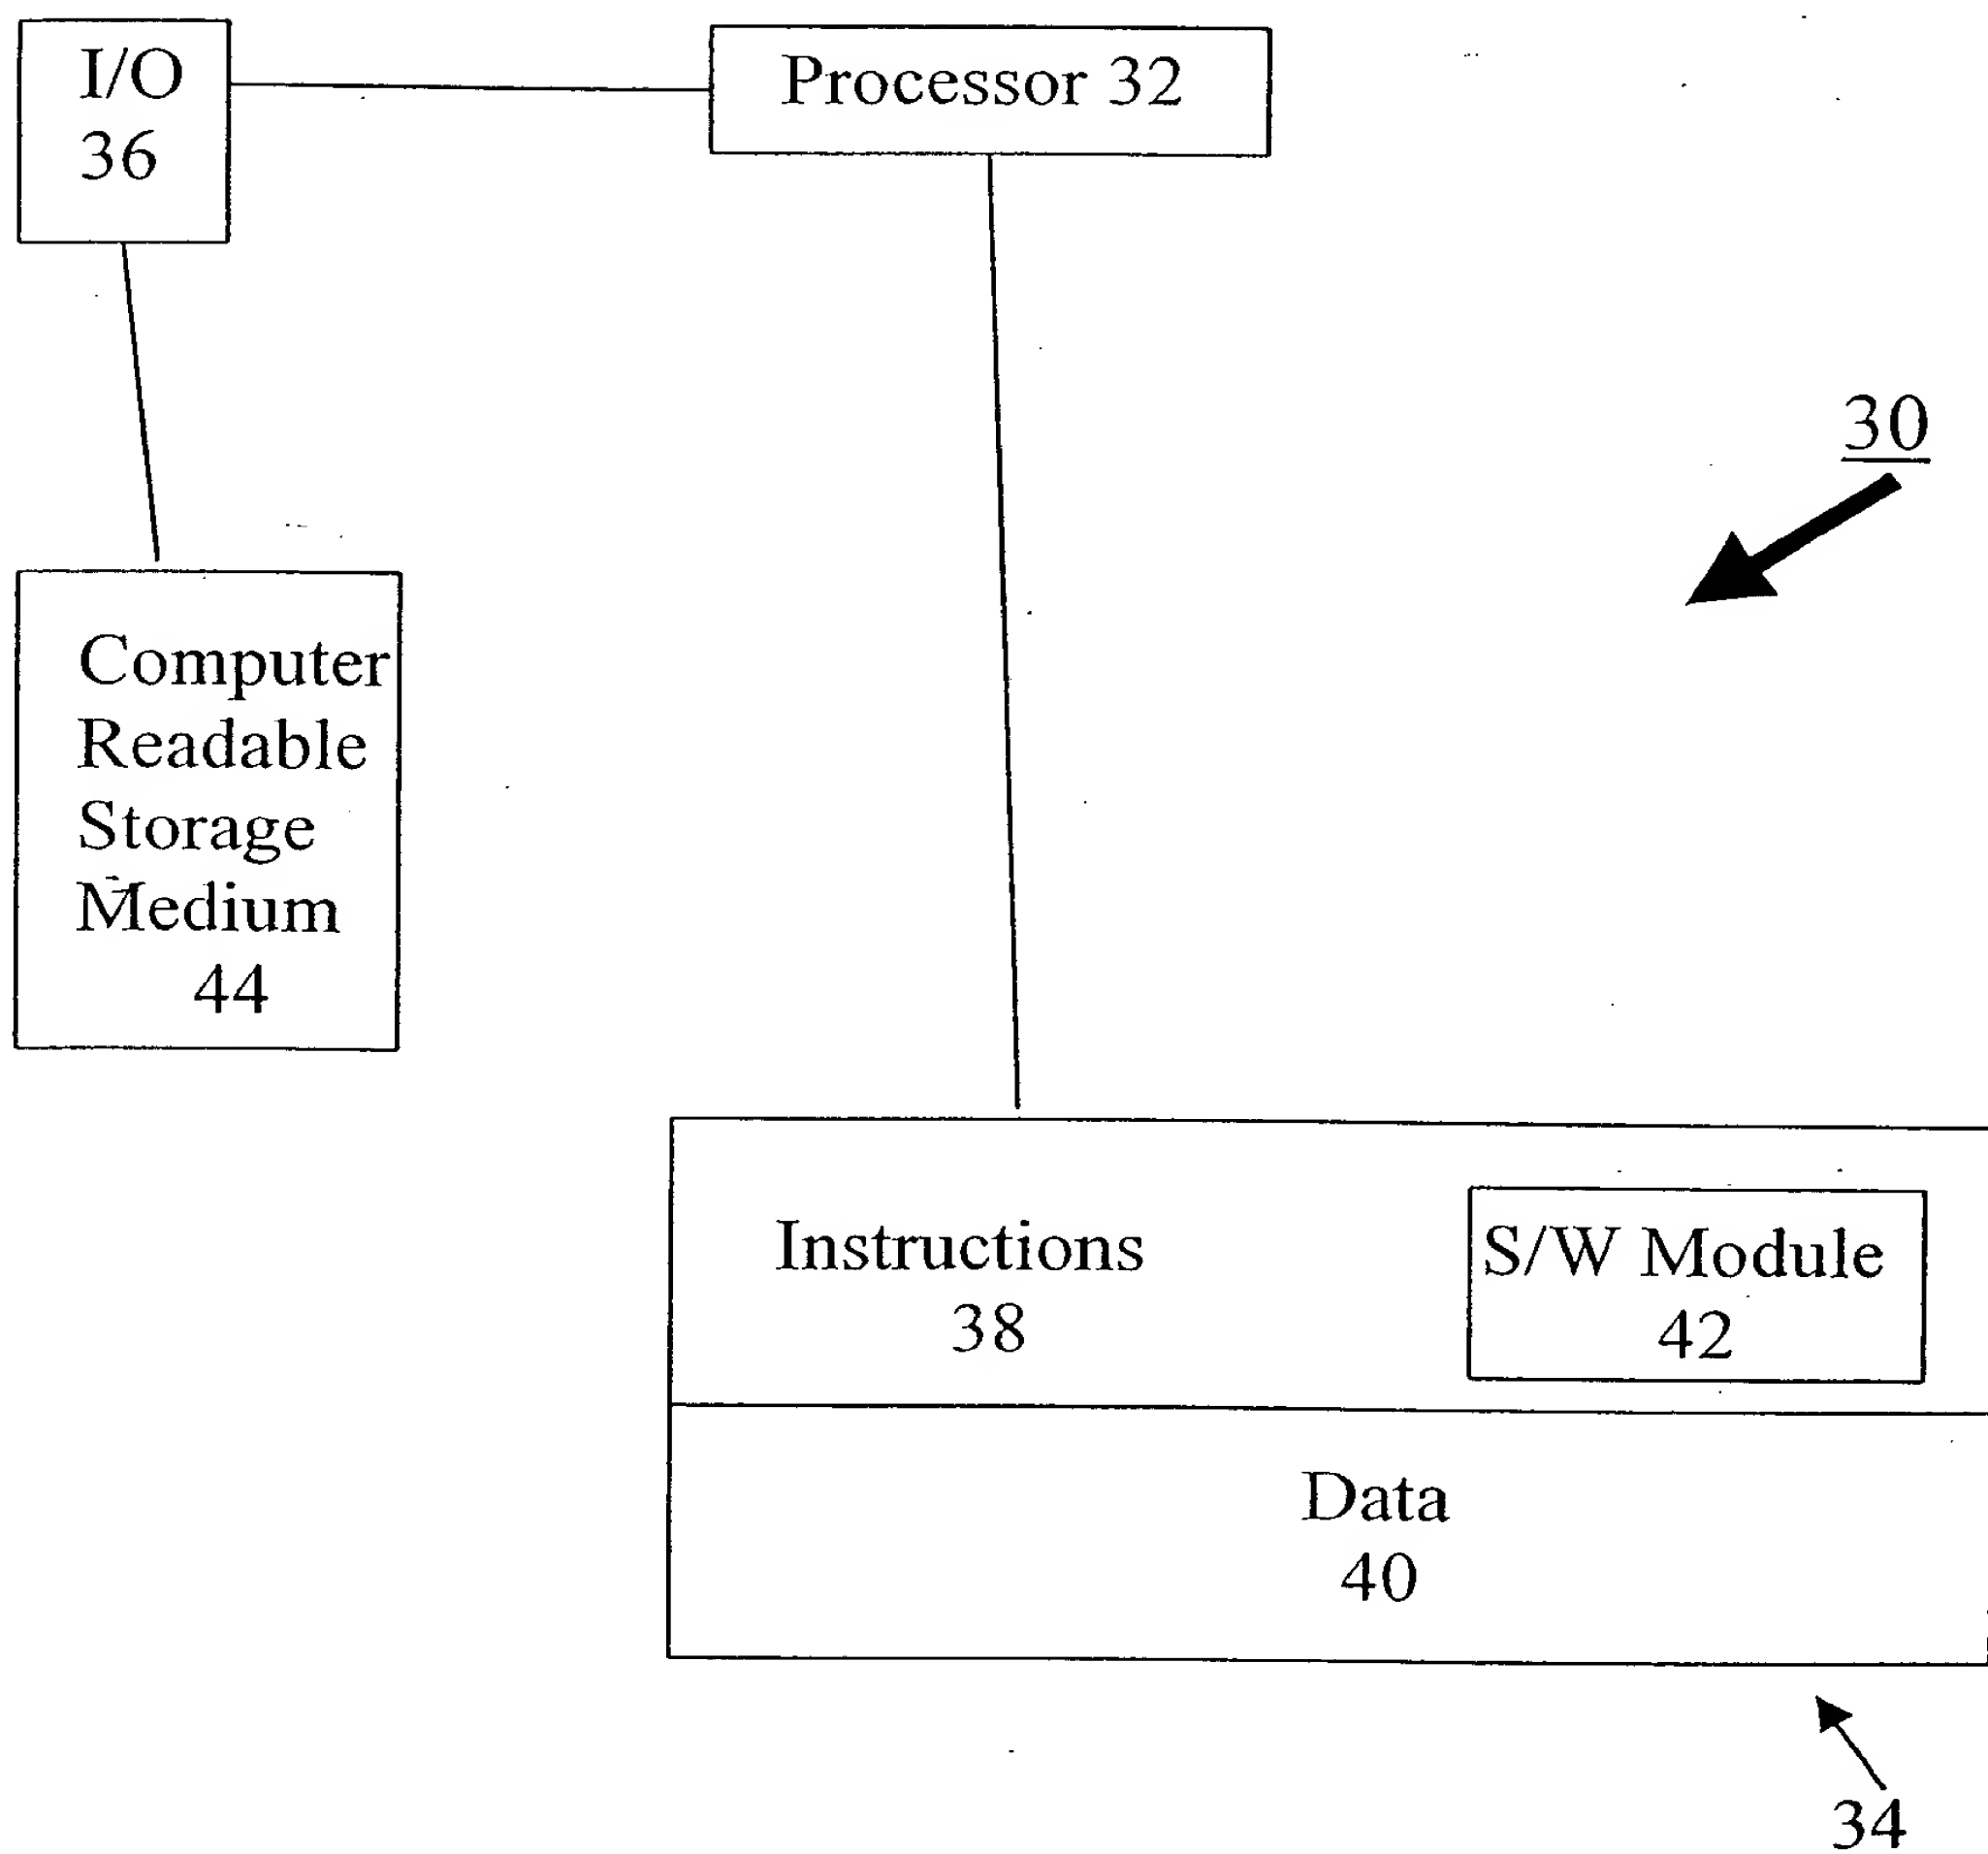 I/O
36
Processor 32
30
Computer
Readable
Storage
Medium
44
Instructions
38
S/W Module
42
Data
40
34